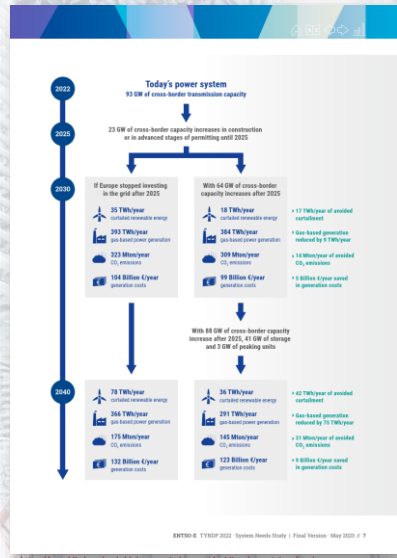 2022
Today's power system
93 GW of cross-border transmission capacity
2025
23 GW of cross-border capacity increases in construction
or in advanced stages of permitting until 2025
2030
If Europe stopped investing
in the grid after 2025
35 TWh/year
curtailed renewable energy
393 TWh/year
gas-based power generation
323 Mton/year
CO₂ emissions
104 Billion €/year
generation costs
With 64 GW of cross-border
capacity increases after 2025
18 TWh/year
curtailed renewable energy
384 TWh/year
gas-based power generation
309 Mton/year
CO₂ emissions
99 Billion €/year
generation costs
17 TWh/year of avoided
curtailment
Gas-based generation
reduced by 9 TWh/year
14 Mton/year of avoided
CO₂ emissions
5 Billion €/year saved
in generation costs
With 88 GW of cross-border capacity
increase after 2025, 41 GW of storage
and 3 GW of peaking units
2040
78 TWh/year
curtailed renewable energy
366 TWh/year
gas-based power generation
175 Mton/year
CO₂ emissions
132 Billion €/year
generation costs
36 TWh/year
curtailed renewable energy
291 TWh/year
gas-based power generation
145 Mton/year
CO₂ emissions
123 Billion €/year
generation costs
42 TWh/year of avoided
curtailment
Gas-based generation
reduced by 75 TWh/year
31 Mton/year of avoided
CO₂ emissions
9 Billion €/year saved
in generation costs
ENTSO-E TYNDP 2022 · System Needs Study | Final Version · May 2023 // 7